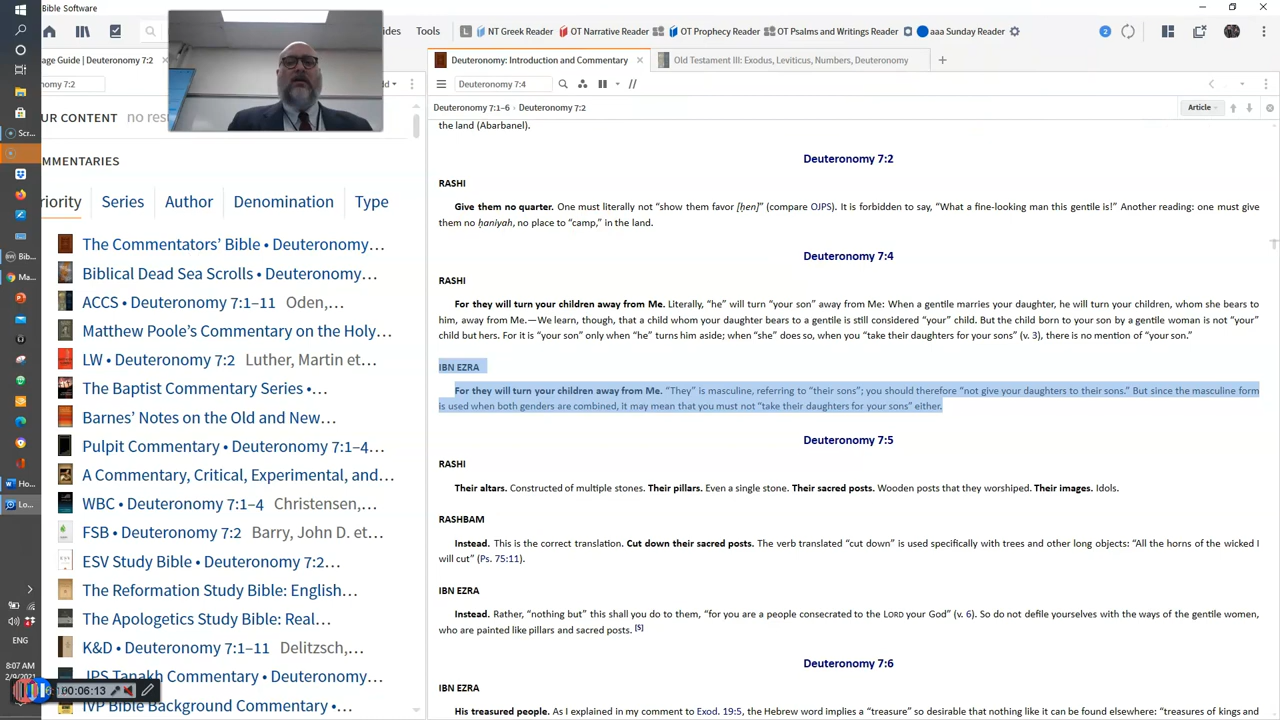 Bible Software
ides Tools NT Greek Reader OT Narrative Reader OT Prophecy Reader OT Psalms and Writings Reader aaa Sunday Reader 2
age Guide | Deuteronomy 7:2
Deuteronomy: Introduction and Commentary
Old Testament III: Exodus, Leviticus, Numbers, Deuteronomy
omy 7:2
dd
Deuteronomy 7:4
Deuteronomy 7:1–6 › Deuteronomy 7:2
Article
UR CONTENT no res
MMENTARIES
riority Series Author Denomination Type
The Commentators’ Bible • Deuteronomy…
Biblical Dead Sea Scrolls • Deuteronomy…
ACCS • Deuteronomy 7:1–11 Oden,…
Matthew Poole’s Commentary on the Holy…
LW • Deuteronomy 7:2 Luther, Martin et…
The Baptist Commentary Series •…
Barnes’ Notes on the Old and New…
Pulpit Commentary • Deuteronomy 7:1–4…
A Commentary, Critical, Experimental, and…
WBC • Deuteronomy 7:1–4 Christensen,…
FSB • Deuteronomy 7:2 Barry, John D. et…
ESV Study Bible • Deuteronomy 7:2…
The Reformation Study Bible: English…
The Apologetics Study Bible: Real…
K&D • Deuteronomy 7:1–11 Delitzsch,…
JPS Tanakh Commentary • Deuteronomy…
IVP Bible Background Commentary •…
the land (Abarbanel).
Deuteronomy 7:2
RASHI
Give them no quarter. One must literally not “show them favor [ḥen]” (compare OJPS). It is forbidden to say, “What a fine-looking man this gentile is!” Another reading: one must give
them no ḥaniyah, no place to “camp,” in the land.
Deuteronomy 7:4
RASHI
For they will turn your children away from Me. Literally, “he” will turn “your son” away from Me: When a gentile marries your daughter, he will turn your children, whom she bears to
him, away from Me.—We learn, though, that a child whom your daughter bears to a gentile is still considered “your” child. But the child born to your son by a gentile woman is not “your”
child but hers. For it is “your son” only when “he” turns him aside; when “she” does so, when you “take their daughters for your sons” (v. 3), there is no mention of “your son.”
IBN EZRA
For they will turn your children away from Me. “They” is masculine, referring to “their sons”; you should therefore “not give your daughters to their sons.” But since the masculine form
is used when both genders are combined, it may mean that you must not “take their daughters for your sons” either.
Deuteronomy 7:5
RASHI
Their altars. Constructed of multiple stones. Their pillars. Even a single stone. Their sacred posts. Wooden posts that they worshiped. Their images. Idols.
RASHBAM
Instead. This is the correct translation. Cut down their sacred posts. The verb translated “cut down” is used specifically with trees and other long objects: “All the horns of the wicked I
will cut” (Ps. 75:11).
IBN EZRA
Instead. Rather, “nothing but” this shall you do to them, “for you are a people consecrated to the LORD your God” (v. 6). So do not defile yourselves with the ways of the gentile women,
who are painted like pillars and sacred posts. [5]
Deuteronomy 7:6
IBN EZRA
His treasured people. As I explained in my comment to Exod. 19:5, the Hebrew word implies a “treasure” so desirable that nothing like it can be found elsewhere: “treasures of kings and
Scr...
Bib...
Ma...
Ho...
Lo...
ENG
8:07 AM
2/4/2021
00:06:13